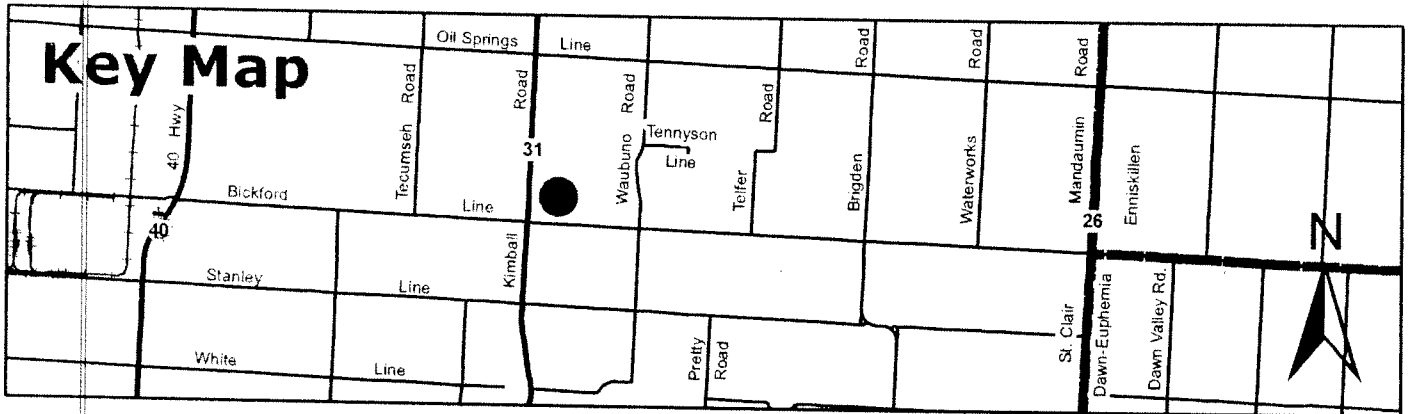 Key Map
Oil Springs Line
40 Hwy
Tecumseh Road
Road
31
Waubuno Road
Tennyson
Line
Telfer Road
Brigden Road
Waterworks Road
Mandaumin Road
Enniskillen
Bickford Line
40
Kimball
26
N
Stanley Line
St. Clair
Dawn-Euphemia
Dawn Valley Rd.
Pretty Road
White Line